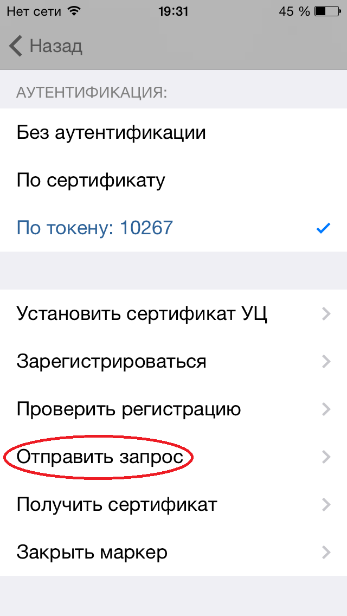 Нет сети 19:31 45 %
Назад
АУТЕНТИФИКАЦИЯ:
Без аутентификации
По сертификату
По токену: 10267
Установить сертификат УЦ
Зарегистрироваться
Проверить регистрацию
Отправить запрос
Получить сертификат
Закрыть маркер